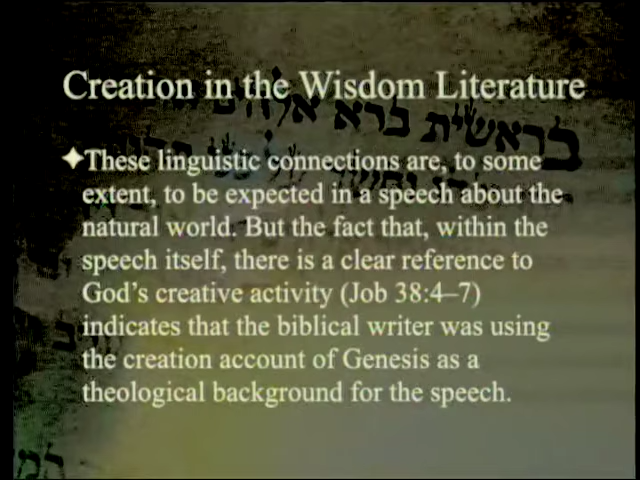 Creation in the Wisdom Literature
בראשית ברא אלהים
✦These linguistic connections are, to some
extent, to be expected in a speech about the
natural world. But the fact that, within the
speech itself, there is a clear reference to
God's creative activity (Job 38:4–7)
indicates that the biblical writer was using
the creation account of Genesis as a
theological background for the speech.